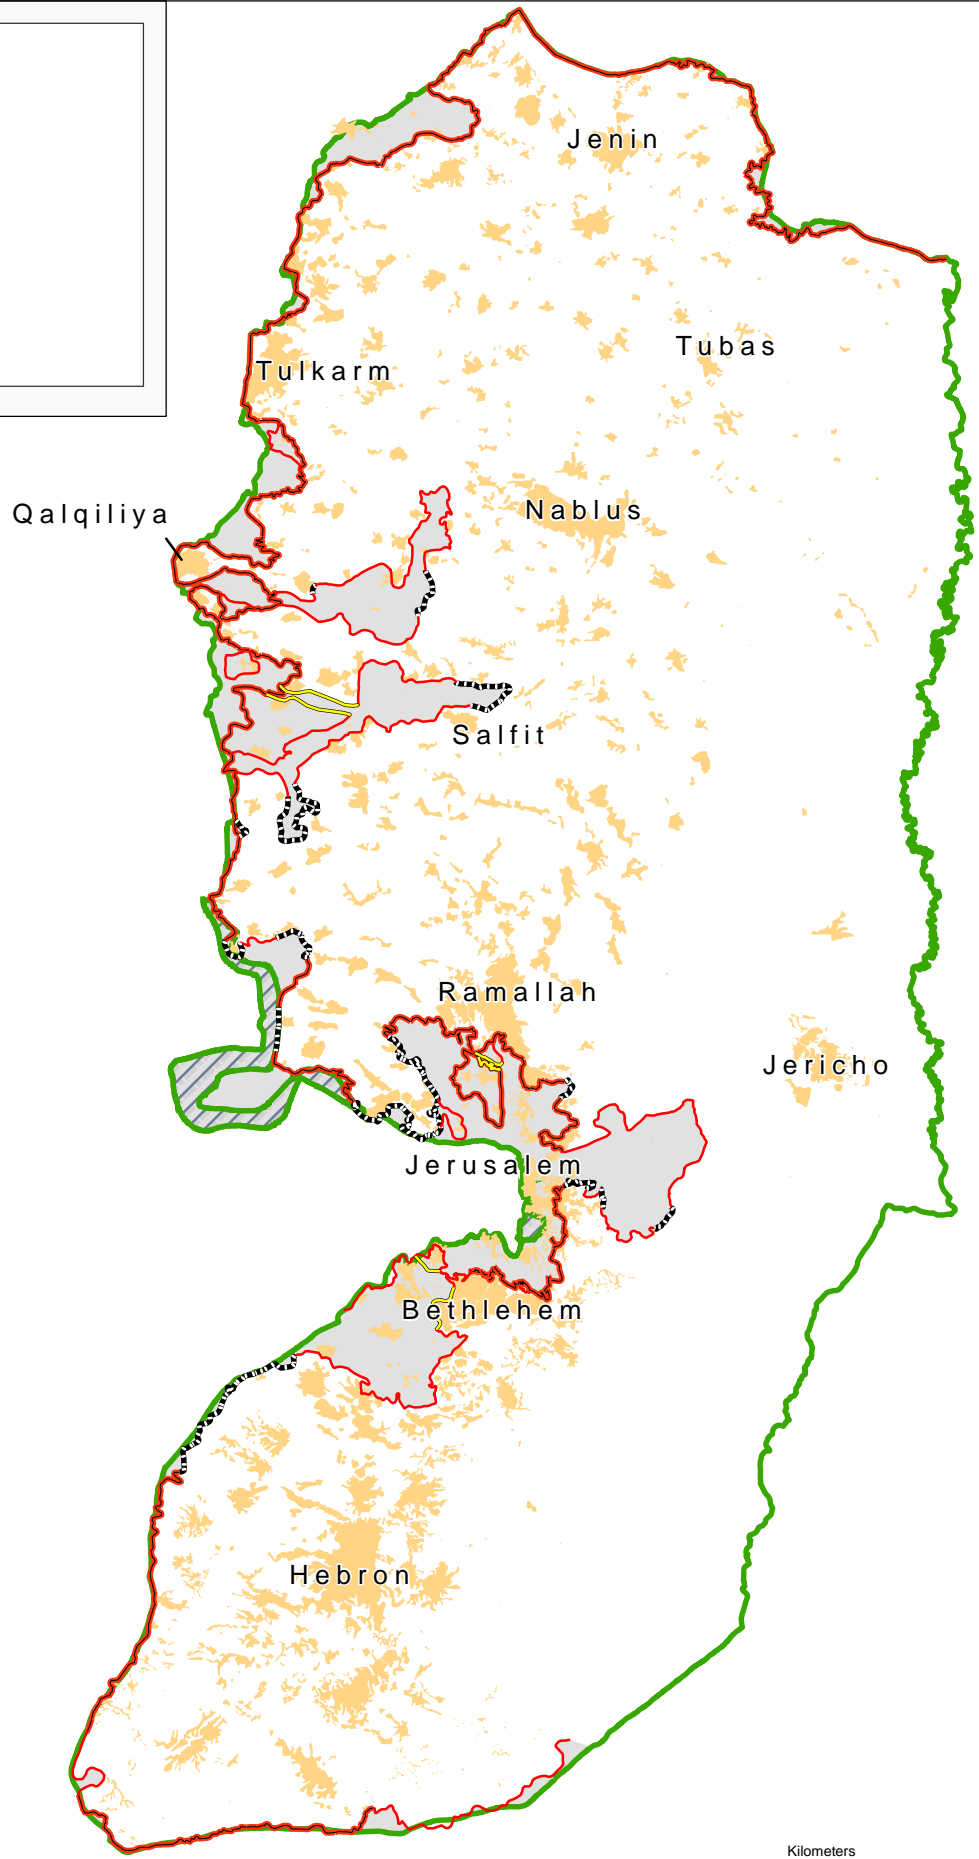 Jenin
Tubas
Tulkarm
Qalqiliya
Nablus
Salfit
Ramallah
Jericho
Jerusalem
Bethlehem
Hebron
Kilometers